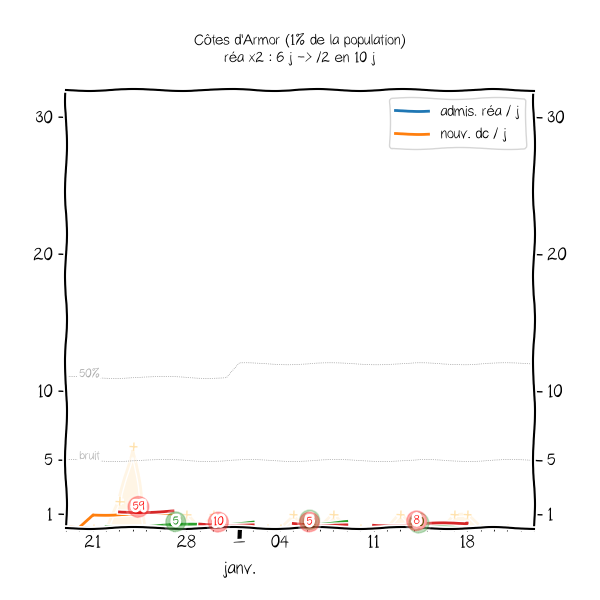 Côtes d'Armor (1% de la population)
réa x2 : 6 j -> /2 en 10 j
admis. réa / j
nouv. dc / j
30
30
20
20
50%
10
10
bruit
5
5
59
5
10
5
8j
1
1
21
28
04
11
18
janv.